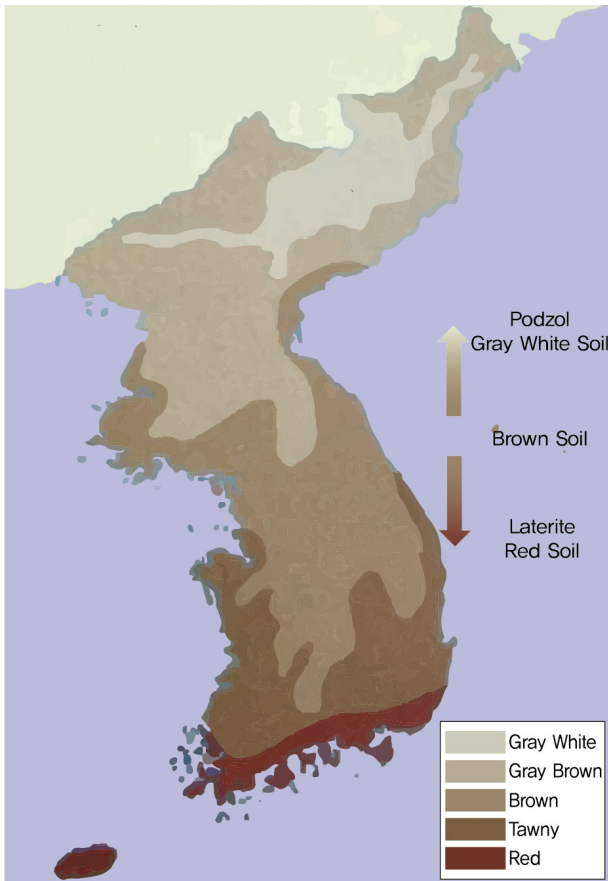 Podzol
Gray White Soil
Brown Soil
Laterite
Red Soil
Gray White
Gray Brown
Brown
Tawny
Red